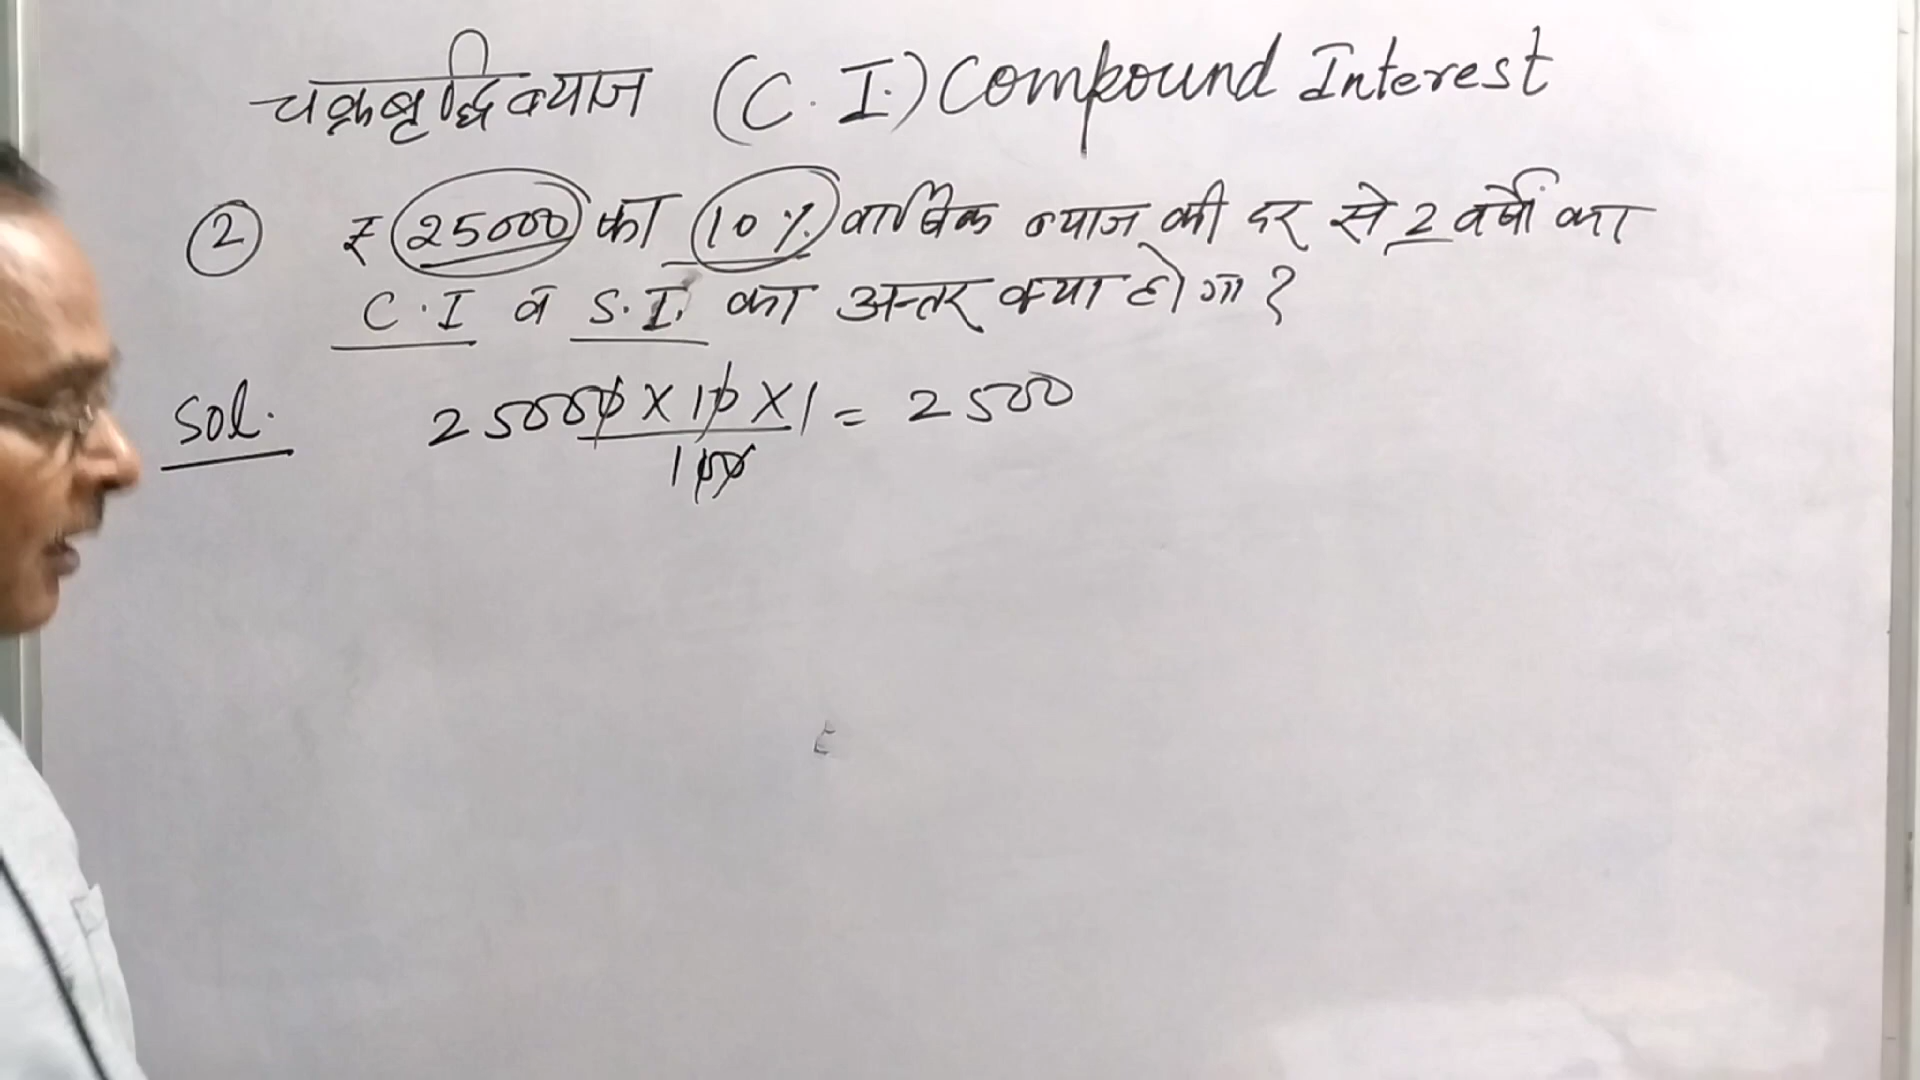 चक्रबृद्धि ब्याज (C.I.) Compound Interest
② ₹ 25000 का 10% वार्षिक ब्याज की दर से 2 वर्षों का
C.I व S.I. का अन्तर क्या होगा?
Sol. 25000 X 10 X 1 = 2500
100